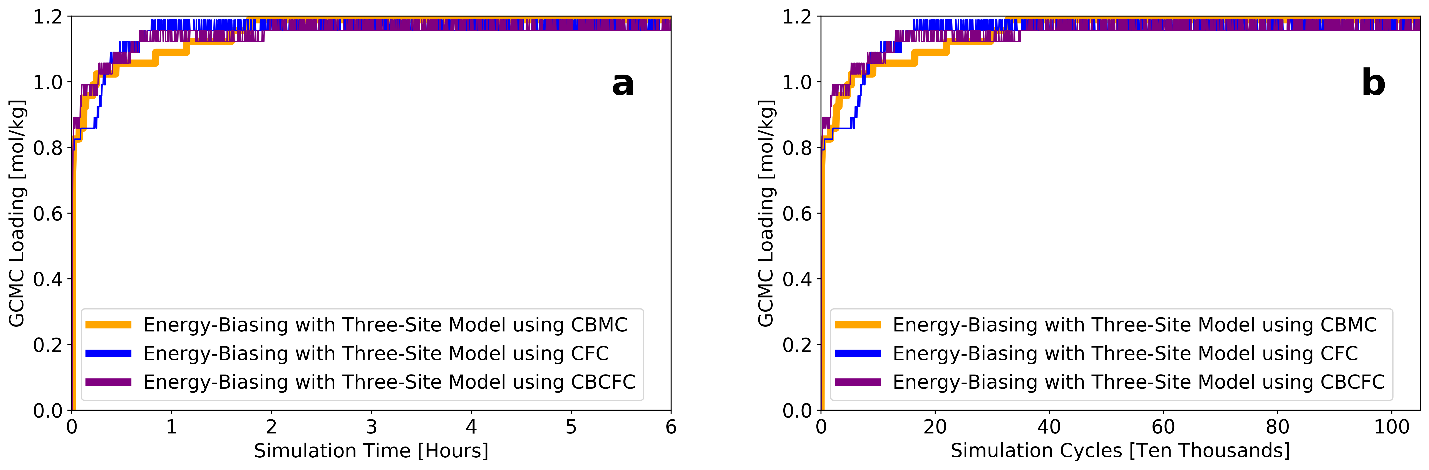 1.2
1.0
0.8
0.6
0.4
0.2
0.0
GCMC Loading [mol/kg]
a
Energy-Biasing with Three-Site Model using CBMC
Energy-Biasing with Three-Site Model using CFC
Energy-Biasing with Three-Site Model using CBCFC
0 1 2 3 4 5 6
Simulation Time [Hours]
1.2
1.0
0.8
0.6
0.4
0.2
0.0
GCMC Loading [mol/kg]
b
Energy-Biasing with Three-Site Model using CBMC
Energy-Biasing with Three-Site Model using CFC
Energy-Biasing with Three-Site Model using CBCFC
0 20 40 60 80 100
Simulation Cycles [Ten Thousands]